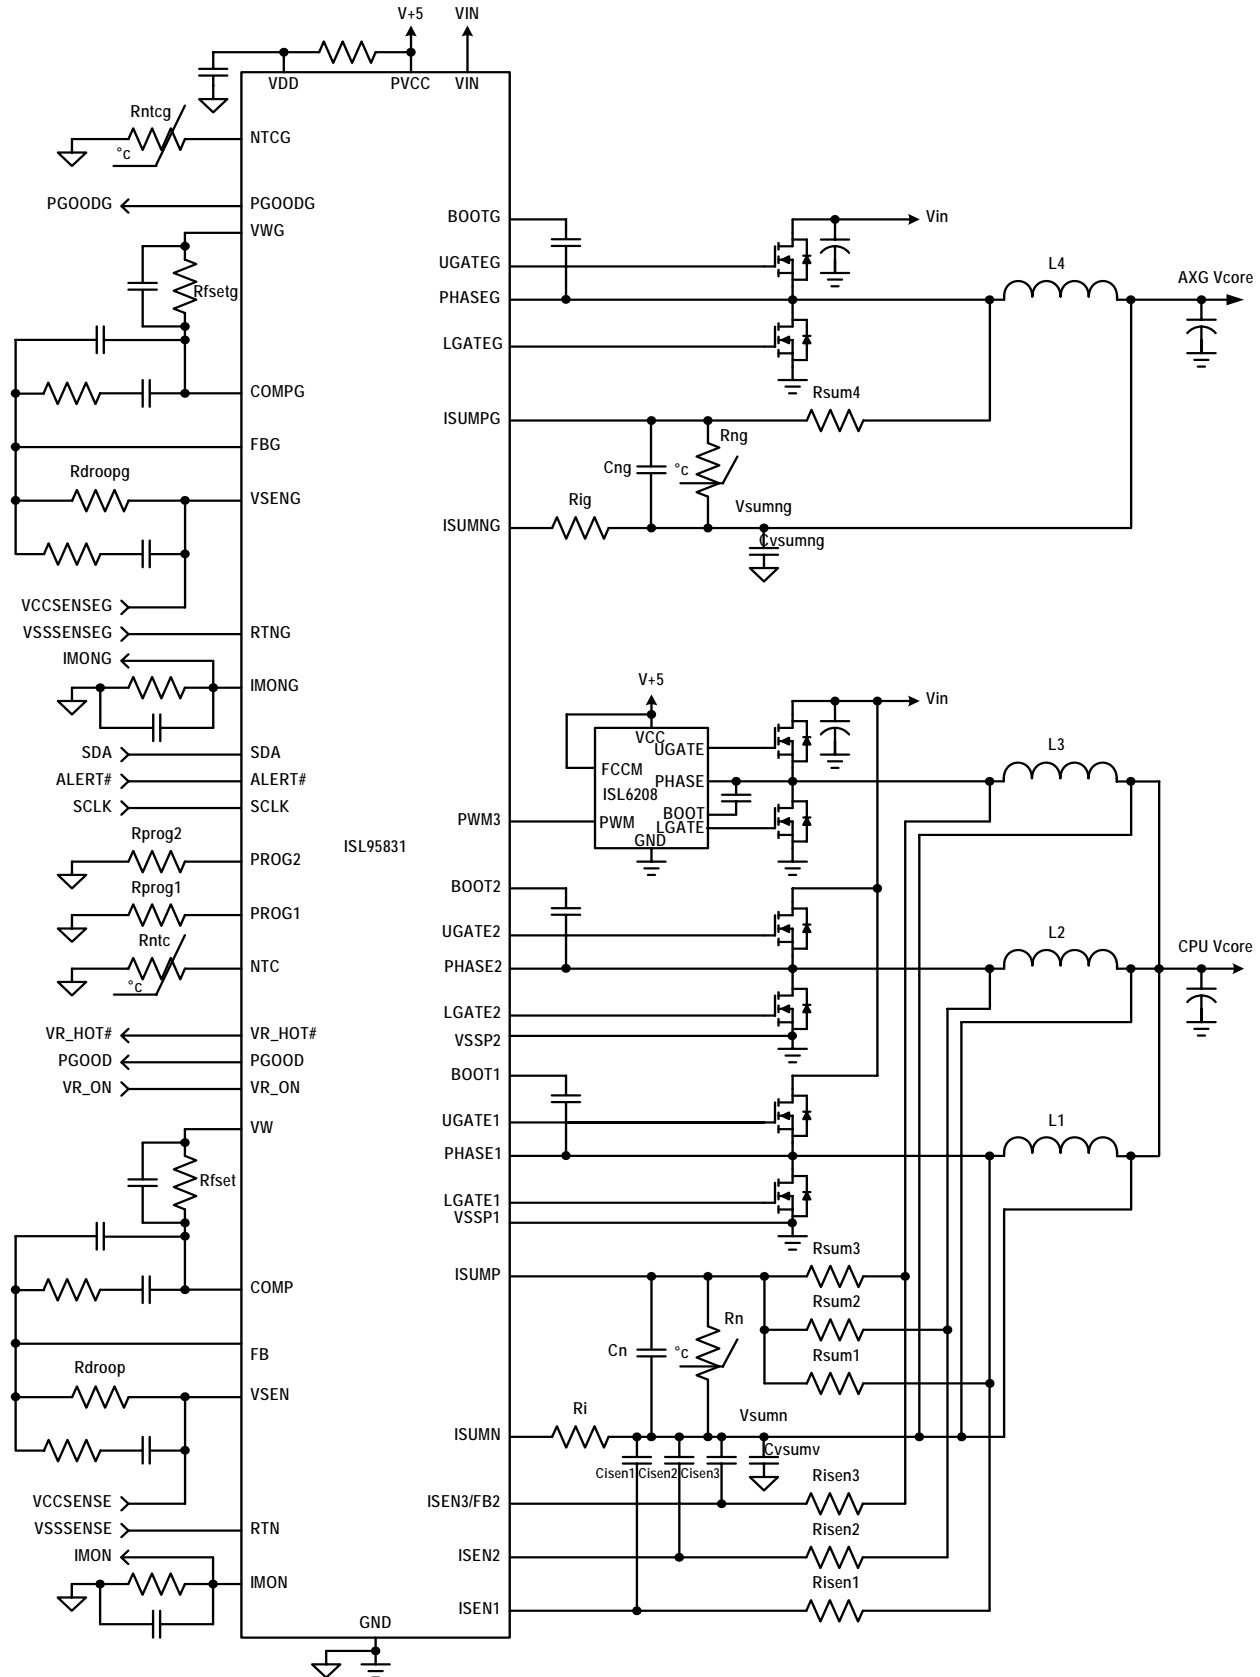 V+5
VIN
VDD
PVCC
VIN
Rntcg
°c
NTCG
PGOODG
PGOODG
VWG
Rfsetg
COMPG
FBG
Rdroopg
VSENG
VCCSENSEG
VSSSENSEG
RTNG
IMONG
IMONG
SDA
SDA
ALERT#
ALERT#
SCLK
SCLK
Rprog2
PROG2
Rprog1
PROG1
Rntc
°c
NTC
VR_HOT#
VR_HOT#
PGOOD
PGOOD
VR_ON
VR_ON
VW
Rfset
COMP
FB
Rdroop
VSEN
VCCSENSE
VSSSENSE
RTN
IMON
IMON
GND
ISL95831
BOOTG
UGATEG
PHASEG
LGATEG
Vin
L4
AXG Vcore
Rsum4
ISUMPG
Rng
Cng
°c
Rig
Vsumng
ISUMNG
Cvsumng
V+5
Vin
VCC
UGATE
FCCM
PHASE
ISL6208
BOOT
PWM
LGATE
GND
PWM3
L3
BOOT2
UGATE2
PHASE2
LGATE2
VSSP2
L2
CPU Vcore
BOOT1
UGATE1
PHASE1
LGATE1
VSSP1
L1
ISUMP
Rsum3
Rsum2
Rsum1
Rn
Cn
°c
Ri
Vsumn
ISUMN
Cvsumv
Cisen1
Cisen2
Cisen3
ISEN3/FB2
Risen3
ISEN2
Risen2
ISEN1
Risen1